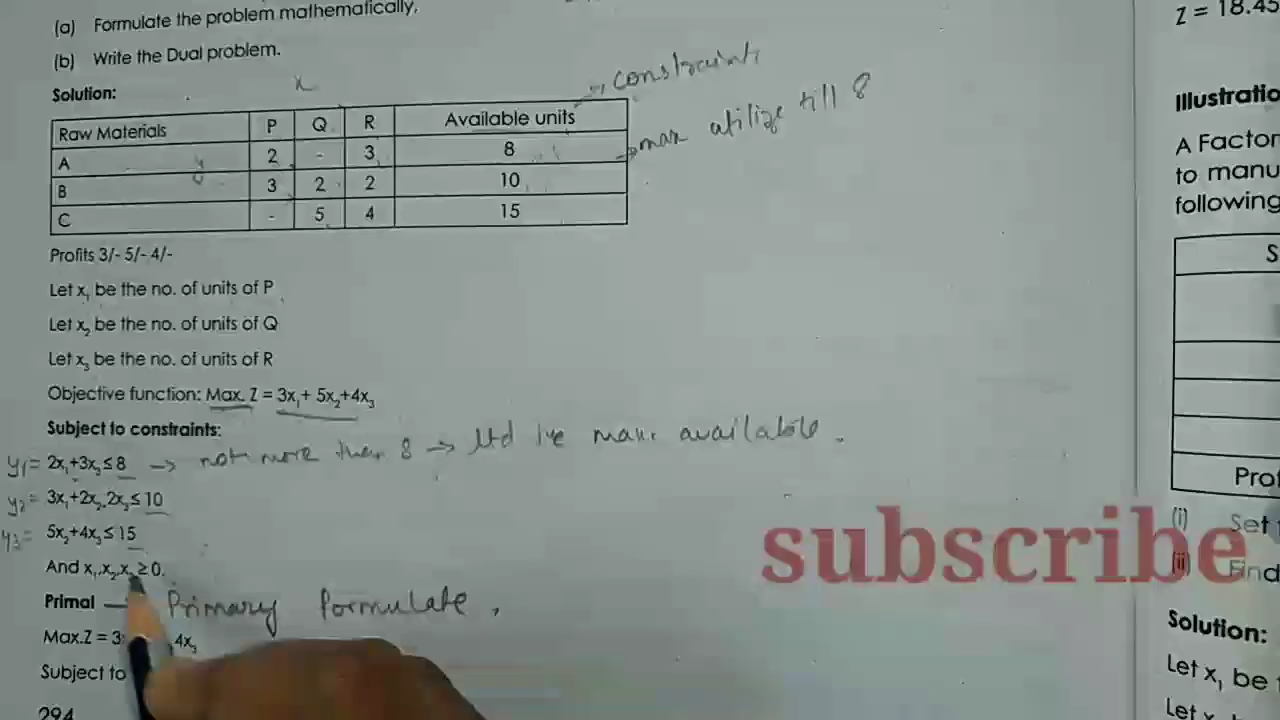 (a) Formulate the problem mathematically.
(b) Write the Dual problem.
Solution:
x
constraints
max utilize till 8
Raw Materials P Q R Available units
A 2 - 3 8
B 3 2 2 10
C - 5 4 15
y
Profits 3/- 5/- 4/-
Let x₁ be the no. of units of P
Let x₂ be the no. of units of Q
Let x₃ be the no. of units of R
Objective function: Max. Z = 3x₁+ 5x₂+4x₃
Subject to constraints:
y₁= 2x₁+3x₃≤ 8 → not more than 8 → max. available.
y₂= 3x₁+2x₂,2x₃≤ 10
y₃= 5x₂+4x₃≤ 15
And x₁,x₂,x ≥0.
Primal Primary formulate,
Max.Z = 3 4x₃
Subject to
294
Z = 18.45
Illustratio
A Factor
to manu
following
S
Prof
(i) Set
(ii) Find
Solution:
Let x₁ be
Let x
subscribe